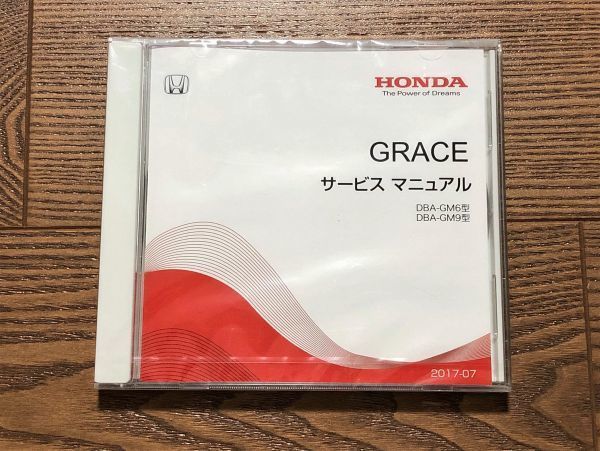 HONDA
The Power of Dreams
GRACE
サービス マニュアル
DBA-GM6型
DBA-GM9型
2017-07